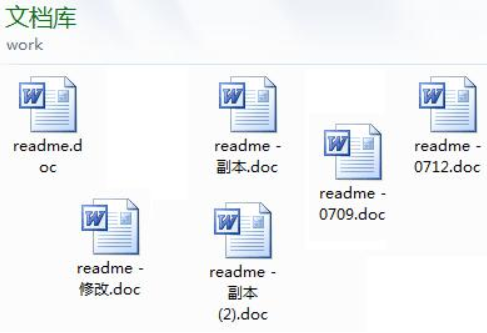 文档库
work
readme.d
oc
readme -
副本.doc
readme -
0709.doc
readme -
0712.doc
readme -
修改.doc
readme -
副本
(2).doc